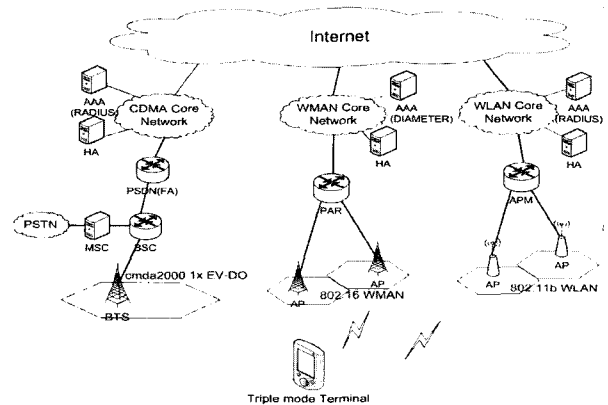 Internet
AAA
(RADIUS)
CDMA Core
Network
HA
WMAN Core
Network
AAA
(DIAMETER)
HA
WLAN Core
Network
AAA
(RADIUS)
HA
PSDN(FA)
PAR
APM
PSTN
MSC
BSC
cmda2000 1x EV-DO
BTS
AP
AP
802.16 WMAN
AP
AP
802.11b WLAN
Triple mode Terminal